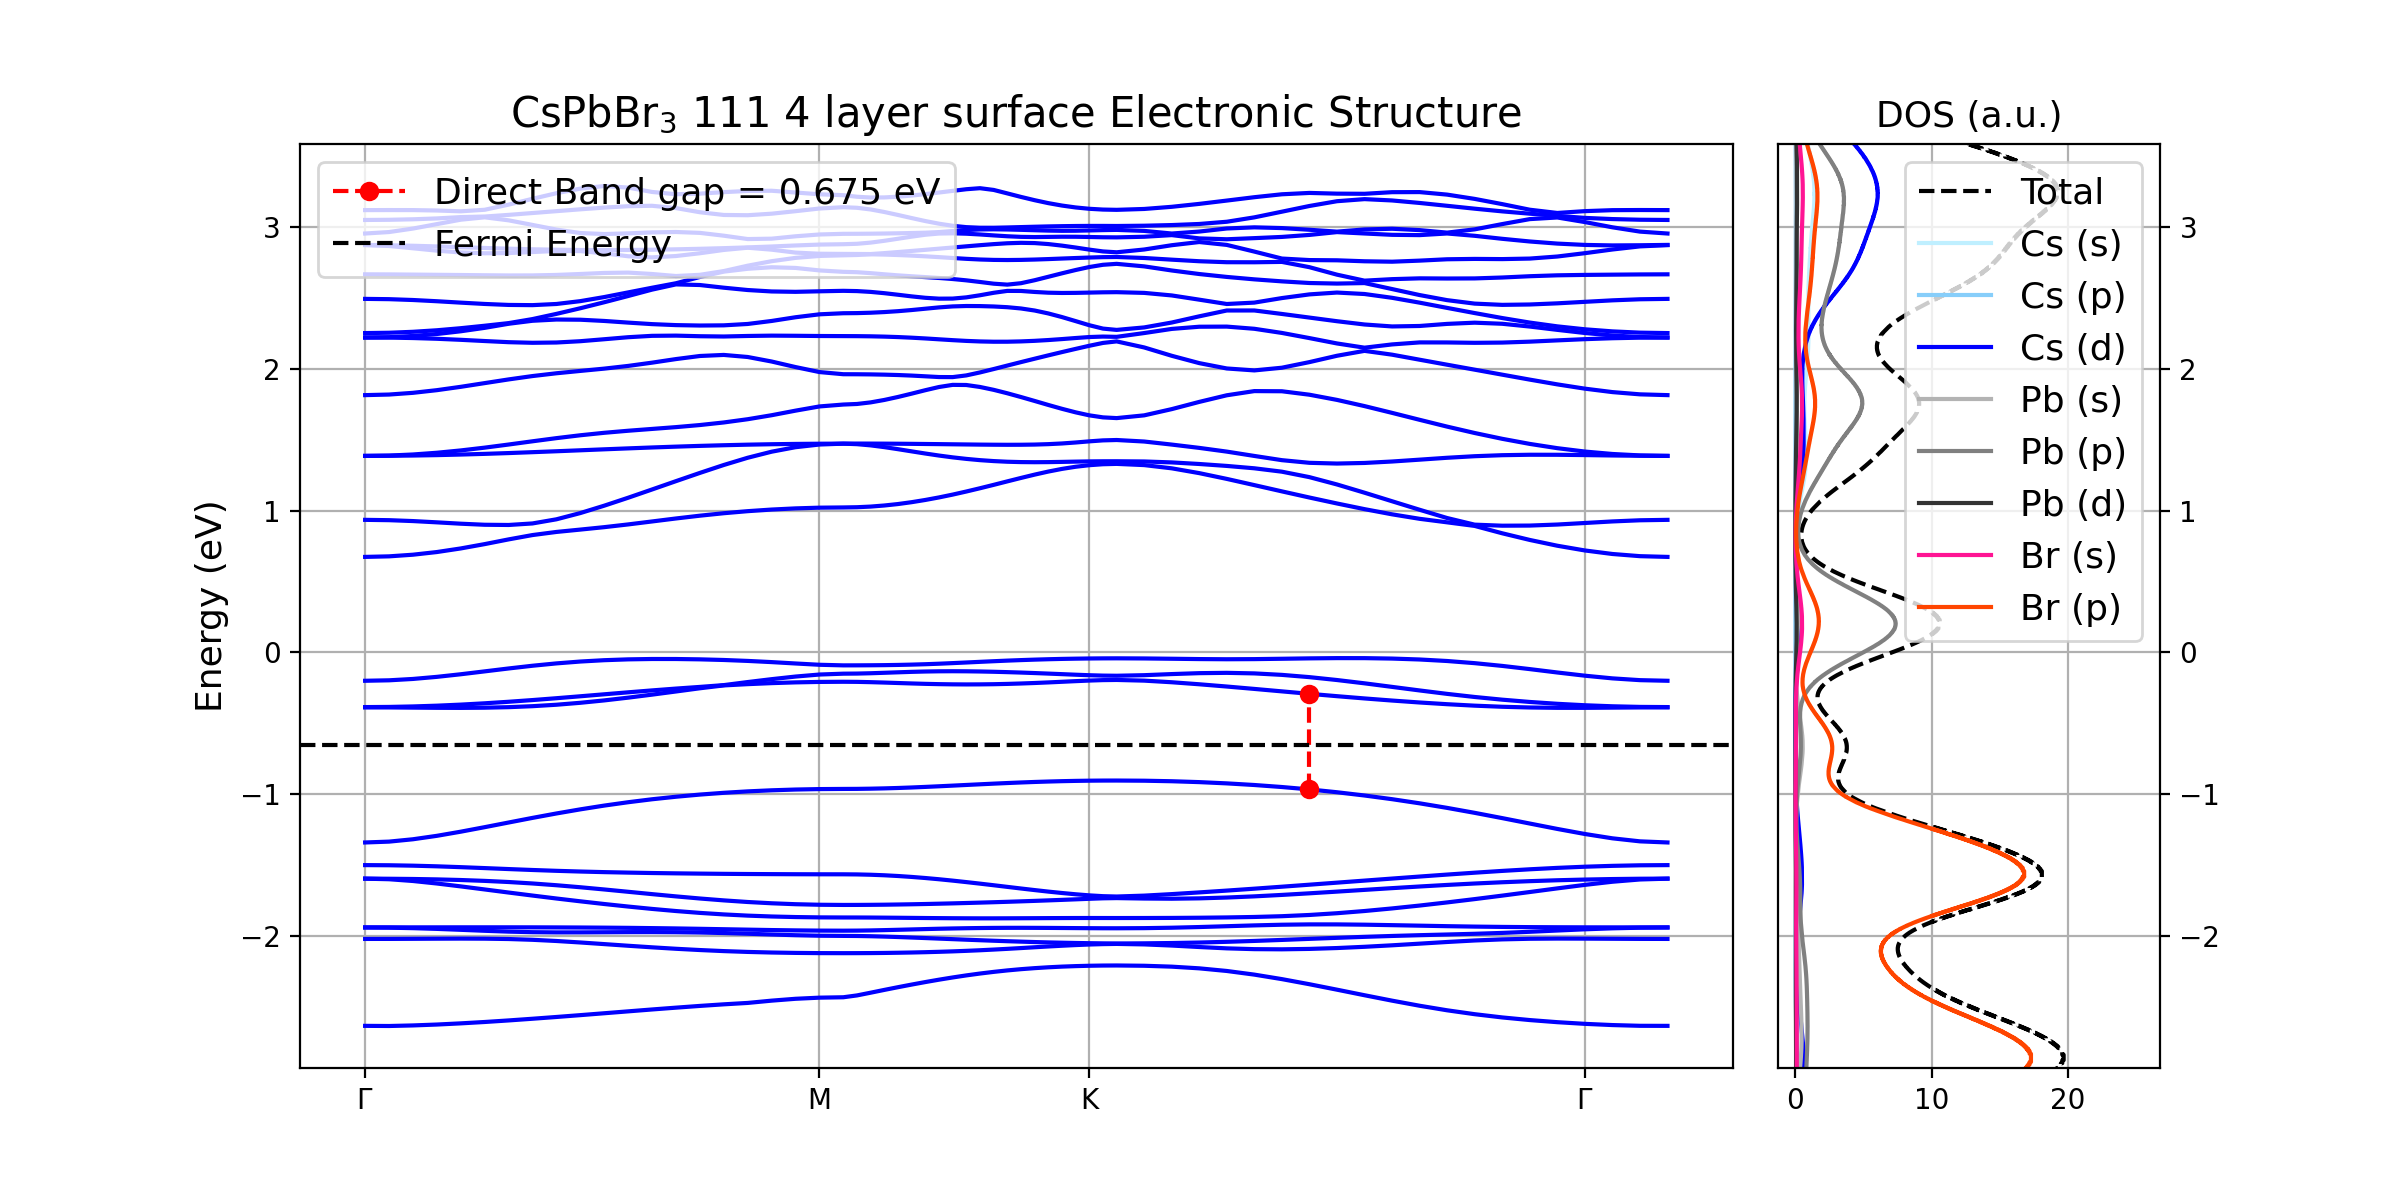 CsPbBr₃ 111 4 layer surface Electronic Structure
DOS (a.u.)
Direct Band gap = 0.675 eV
Fermi Energy
Energy (eV)
3
2
1
0
−1
−2
Γ
M
K
Γ
Total
Cs (s)
Cs (p)
Cs (d)
Pb (s)
Pb (p)
Pb (d)
Br (s)
Br (p)
3
2
1
0
−1
−2
0
10
20